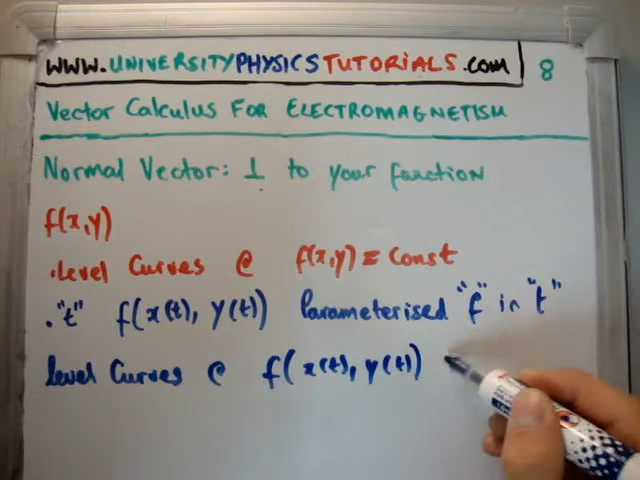 WWW.UNIVERSITYPHYSICSTUTORIALS.COM 8
Vector Calculus FOR ELECTROMAGNETISM
Normal Vector: ⊥ to your function
f(x,y)
.Level Curves @ f(x,y) = Const
."t" f(x(t), y(t)) Parameterised "f" in "t"
Level Curves @ f(x(t), y(t))